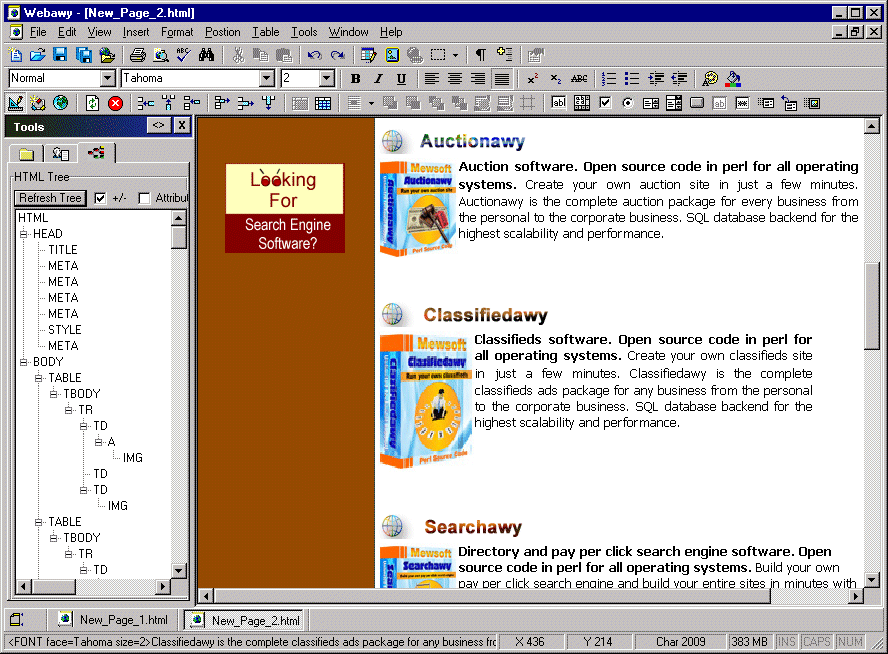 Webawy - [New_Page_2.html]
File Edit View Insert Format Postion Table Tools Window Help
Normal Tahoma 2 B I U
Tools
HTML Tree
Refresh Tree +/- Attribut
HTML
HEAD
TITLE
META
META
META
META
STYLE
META
BODY
TABLE
TBODY
TR
TD
A
IMG
TD
TD
IMG
TABLE
TBODY
TR
TD
Looking
For
Search Engine
Software?
Auctionawy
Mewsoft
Auctionawy
Run your own auction site
Auctionawy
Perl Source Code
Auction software. Open source code in perl for all operating
systems. Create your own auction site in just a few minutes.
Auctionawy is the complete auction package for every business from
the personal to the corporate business. SQL database backend for the
highest scalability and performance.
Classifiedawy
Mewsoft
Classifiedawy
Run your own classifieds
Classifiedawy
Perl Source Code
Classifieds software. Open source code in perl for
all operating systems. Create your own classifieds site
in just a few minutes. Classifiedawy is the complete
classifieds ads package for any business from the personal
to the corporate business. SQL database backend for the
highest scalability and performance.
Searchawy
Mewsoft
Searchawy
Directory and pay per click search engine software. Open
source code in perl for all operating systems. Build your own
pay per click search engine and build your entire sites in minutes with
New_Page_1.html New_Page_2.html
<FONT face=Tahoma size=2>Classifiedawy is the complete classifieds ads package for any business fro X 436 Y 214 Char 2009 383 MB INS CAPS NUM